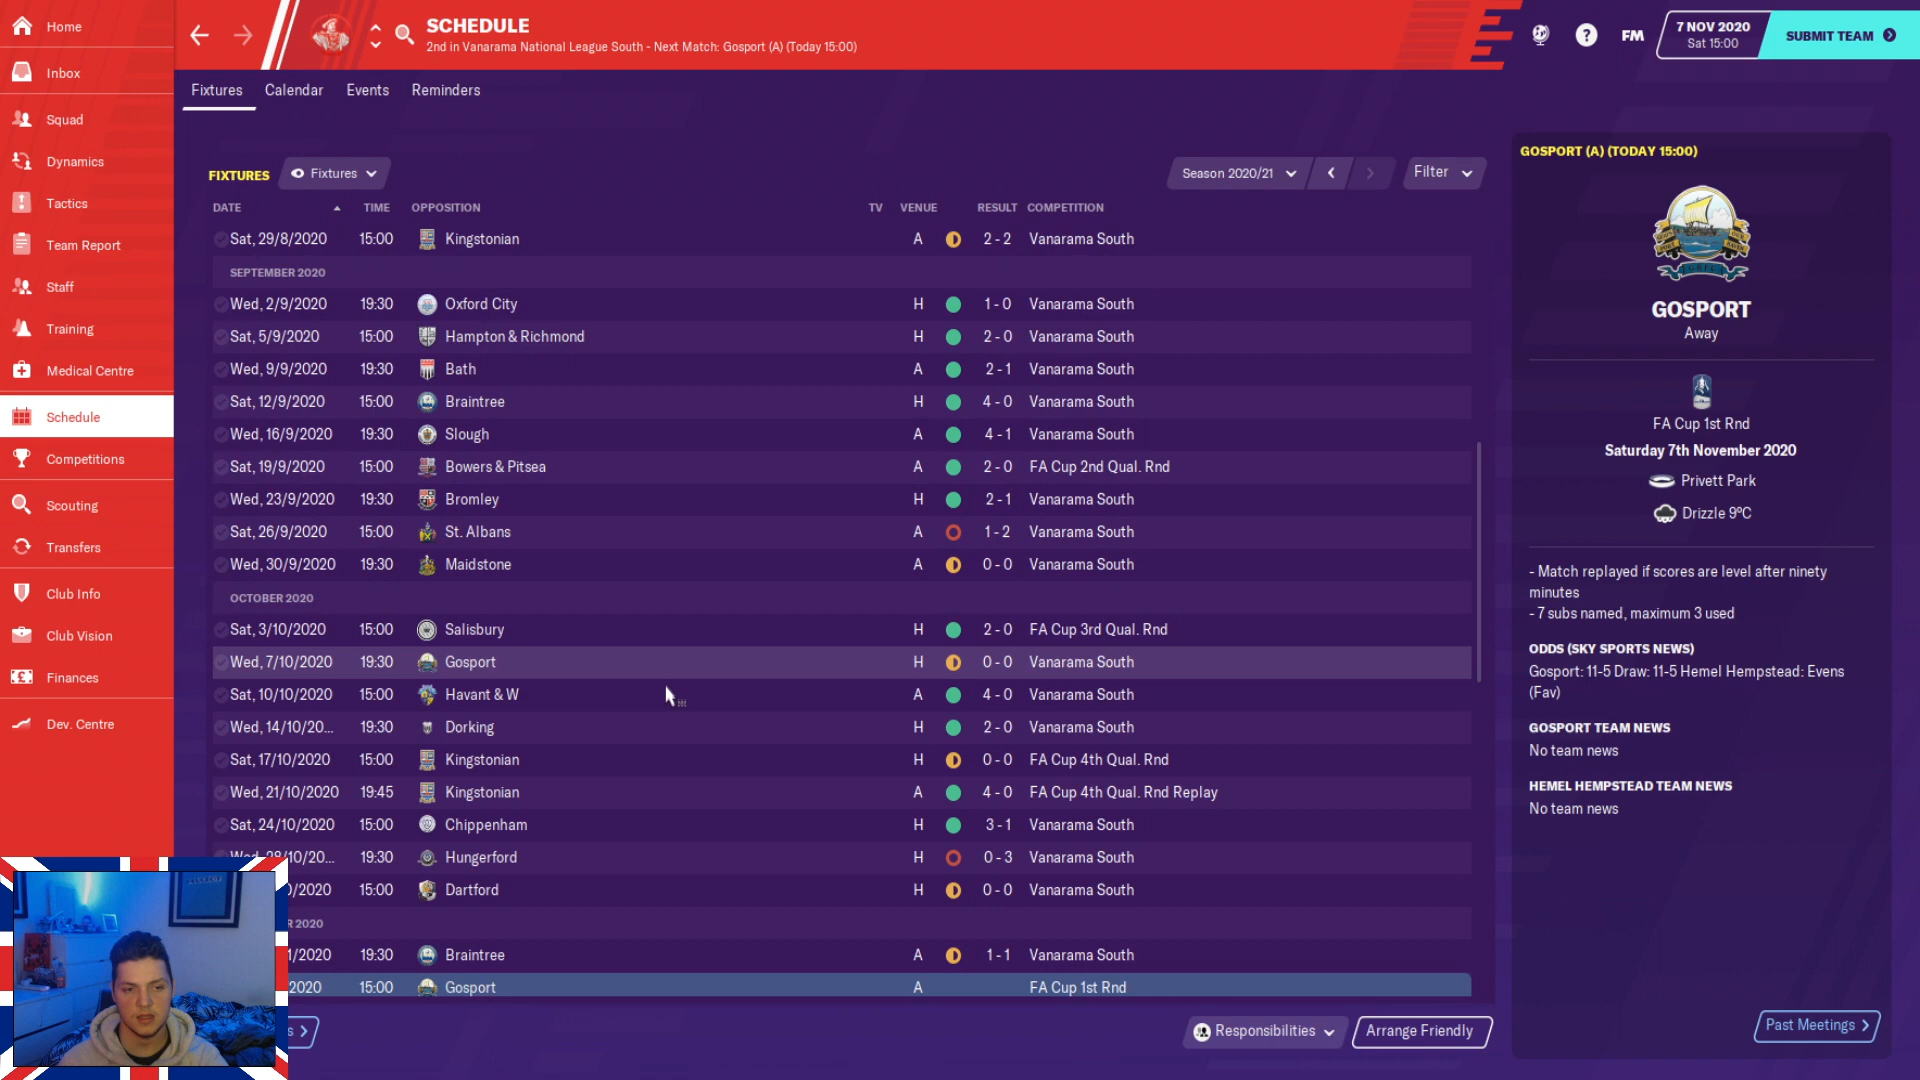 Home
Inbox
Squad
Dynamics
Tactics
Team Report
Staff
Training
Medical Centre
Schedule
Competitions
Scouting
Transfers
Club Info
Club Vision
Finances
Dev. Centre
SCHEDULE
2nd in Vanarama National League South - Next Match: Gosport (A) (Today 15:00)
FM
7 NOV 2020
Sat 15:00
SUBMIT TEAM
Fixtures Calendar Events Reminders
FIXTURES Fixtures Season 2020/21 Filter
DATE TIME OPPOSITION TV VENUE RESULT COMPETITION
Sat, 29/8/2020 15:00 Kingstonian A 2 - 2 Vanarama South
SEPTEMBER 2020
Wed, 2/9/2020 19:30 Oxford City H 1 - 0 Vanarama South
Sat, 5/9/2020 15:00 Hampton & Richmond H 2 - 0 Vanarama South
Wed, 9/9/2020 19:30 Bath A 2 - 1 Vanarama South
Sat, 12/9/2020 15:00 Braintree H 4 - 0 Vanarama South
Wed, 16/9/2020 19:30 Slough A 4 - 1 Vanarama South
Sat, 19/9/2020 15:00 Bowers & Pitsea A 2 - 0 FA Cup 2nd Qual. Rnd
Wed, 23/9/2020 19:30 Bromley H 2 - 1 Vanarama South
Sat, 26/9/2020 15:00 St. Albans A 1 - 2 Vanarama South
Wed, 30/9/2020 19:30 Maidstone A 0 - 0 Vanarama South
OCTOBER 2020
Sat, 3/10/2020 15:00 Salisbury H 2 - 0 FA Cup 3rd Qual. Rnd
Wed, 7/10/2020 19:30 Gosport H 0 - 0 Vanarama South
Sat, 10/10/2020 15:00 Havant & W A 4 - 0 Vanarama South
Wed, 14/10/20... 19:30 Dorking H 2 - 0 Vanarama South
Sat, 17/10/2020 15:00 Kingstonian H 0 - 0 FA Cup 4th Qual. Rnd
Wed, 21/10/2020 19:45 Kingstonian A 4 - 0 FA Cup 4th Qual. Rnd Replay
Sat, 24/10/2020 15:00 Chippenham H 3 - 1 Vanarama South
Wed, 28/10/20... 19:30 Hungerford H 0 - 3 Vanarama South
/2020 15:00 Dartford H 0 - 0 Vanarama South
R 2020
1/2020 19:30 Braintree A 1 - 1 Vanarama South
2020 15:00 Gosport A FA Cup 1st Rnd
s
Responsibilities
Arrange Friendly
GOSPORT (A) (TODAY 15:00)
GOSPORT
Away
FA Cup 1st Rnd
Saturday 7th November 2020
Privett Park
Drizzle 9ºC
- Match replayed if scores are level after ninety
minutes
- 7 subs named, maximum 3 used
ODDS (SKY SPORTS NEWS)
Gosport: 11-5 Draw: 11-5 Hemel Hempstead: Evens
(Fav)
GOSPORT TEAM NEWS
No team news
HEMEL HEMPSTEAD TEAM NEWS
No team news
Past Meetings